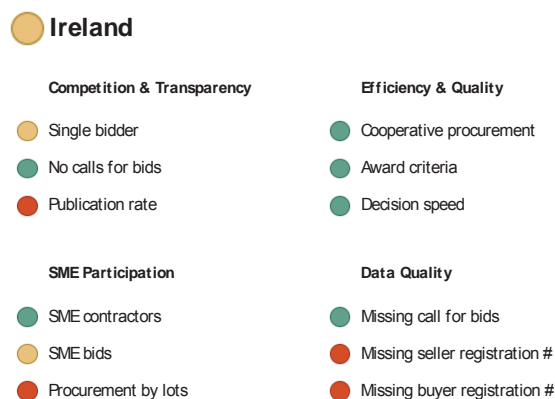 Ireland
Competition & Transparency
Single bidder
No calls for bids
Publication rate
Efficiency & Quality
Cooperative procurement
Award criteria
Decision speed
SME Participation
SME contractors
SME bids
Procurement by lots
Data Quality
Missing call for bids
Missing seller registration #
Missing buyer registration #